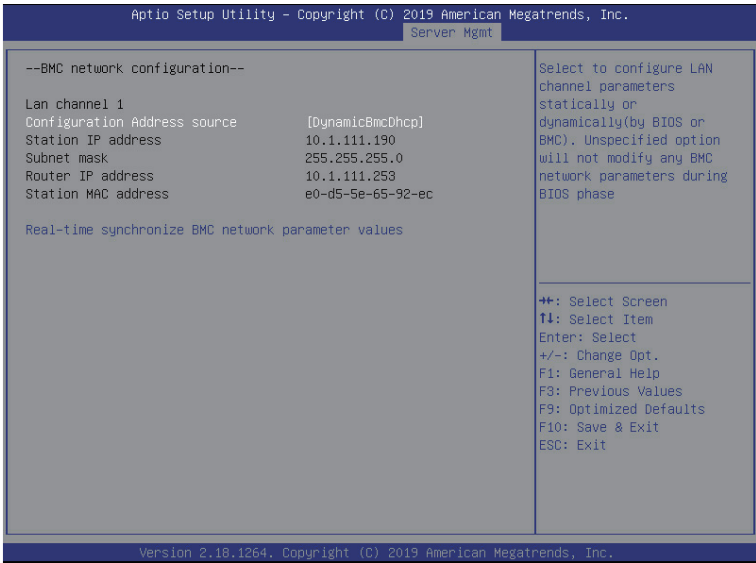 Aptio Setup Utility – Copyright (C) 2019 American Megatrends, Inc.
Server Mgmt
--BMC network configuration--
Lan channel 1
Configuration Address source [DynamicBmcDhcp]
Station IP address 10.1.111.190
Subnet mask 255.255.255.0
Router IP address 10.1.111.253
Station MAC address e0-d5-5e-65-92-ec
Real-time synchronize BMC network parameter values
Select to configure LAN
channel parameters
statically or
dynamically(by BIOS or
BMC). Unspecified option
will not modify any BMC
network parameters during
BIOS phase
→←: Select Screen
↑↓: Select Item
Enter: Select
+/-: Change Opt.
F1: General Help
F3: Previous Values
F9: Optimized Defaults
F10: Save & Exit
ESC: Exit
Version 2.18.1264. Copyright (C) 2019 American Megatrends, Inc.